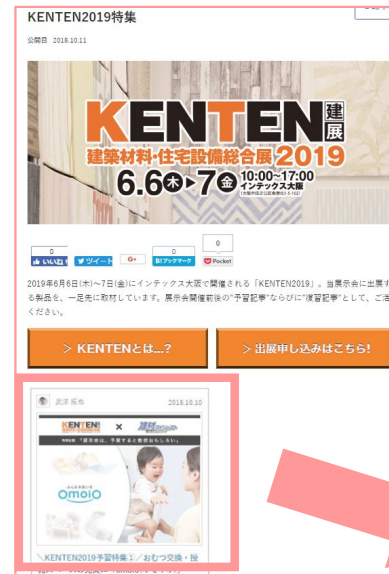 KENTEN2019特集
公開日 2018.10.11
KENTEN 建展
建築材料・住宅設備総合展 2019
6.6木▶7金 10:00~17:00
インテックス大阪
0 0 0
いいね! ツイート G+ B!ブックマーク Pocket
2019年6月6日(木)～7日(金)にインテックス大阪で開催される「KENTEN2019」。当展示会に出展す
る製品を、一足先に取材しています。展示会開催前後の"予習記事"ならびに"復習記事"として、ご活
ください。
> KENTENとは...? > 出展申し込みはこちら!
2018.10.10
KENTEN ×
omoio
＼KENTEN2019予習特集１／おむつ交換・授